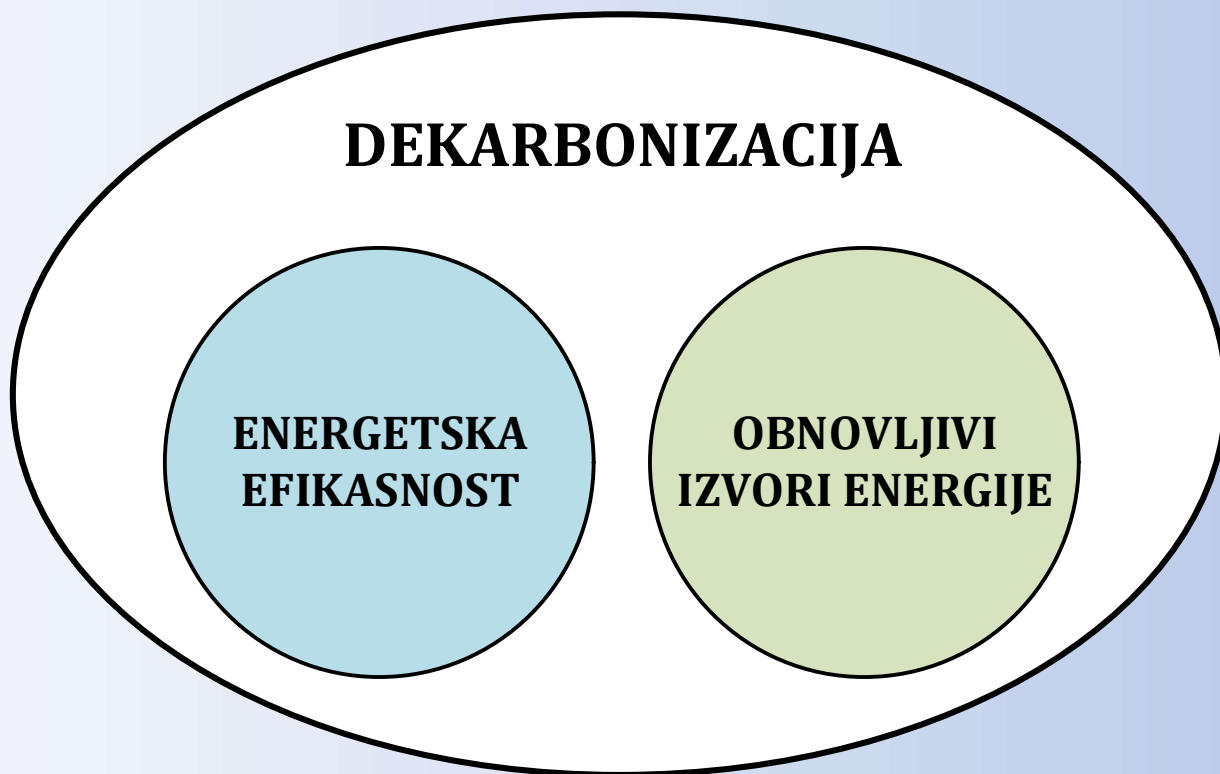 DEKARBONIZACIJA
ENERGETSKA
EFIKASNOST
OBNOVLJIVI
IZVORI ENERGIJE